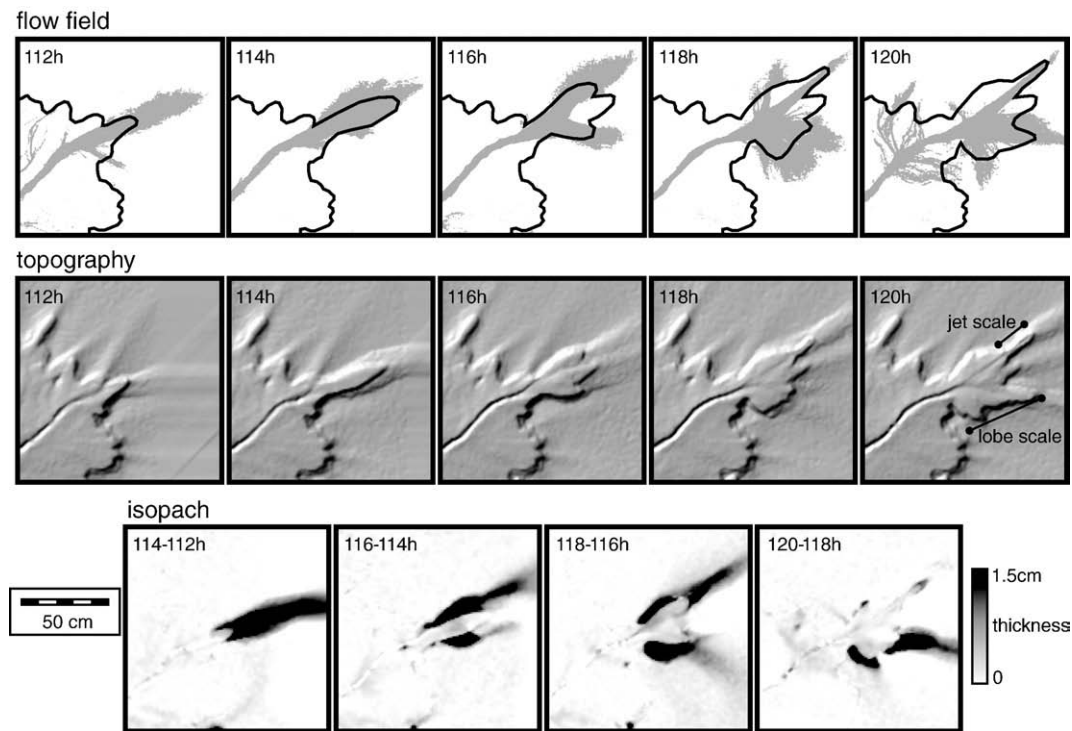 flow field
112h
114h
116h
118h
120h
topography
112h
114h
116h
118h
120h
jet scale
lobe scale
isopach
114-112h
116-114h
118-116h
120-118h
50 cm
1.5cm
thickness
0